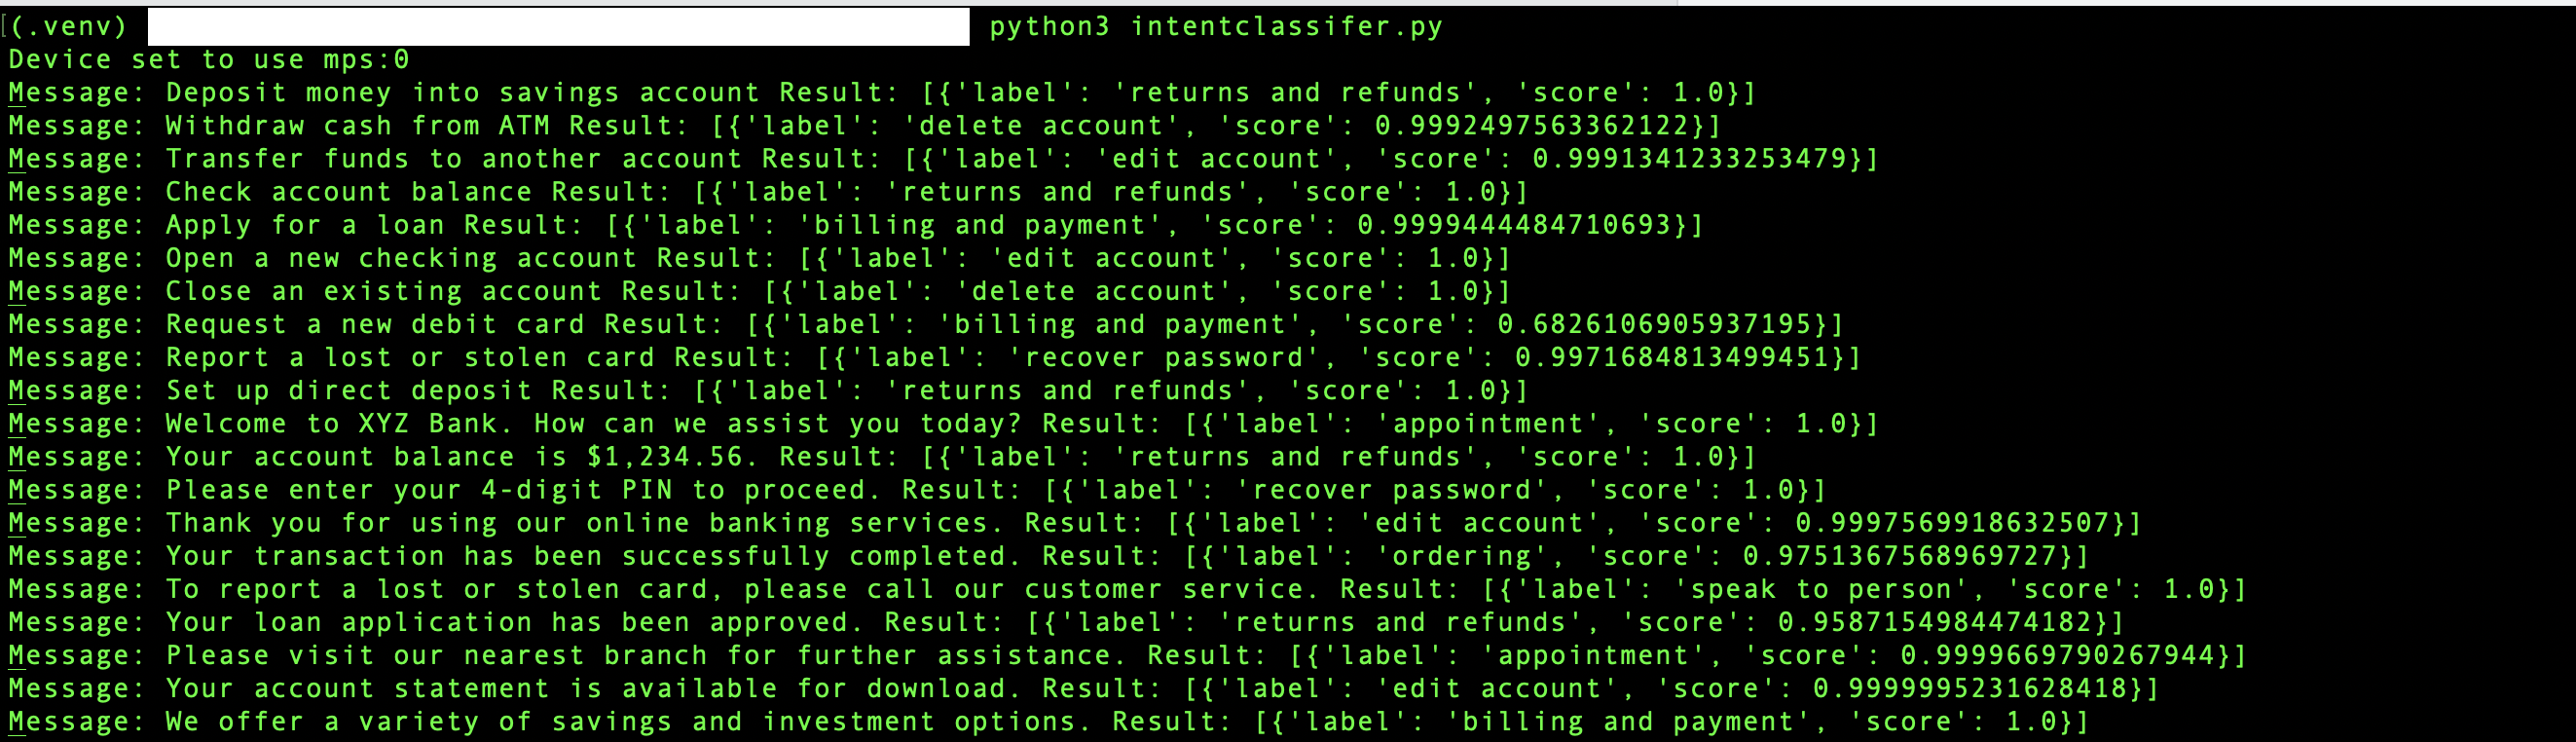 [(.venv) python3 intentclassifer.py
Device set to use mps:0
Message: Deposit money into savings account Result: [{'label': 'returns and refunds', 'score': 1.0}]
Message: Withdraw cash from ATM Result: [{'label': 'delete account', 'score': 0.9992497563362122}]
Message: Transfer funds to another account Result: [{'label': 'edit account', 'score': 0.9991341233253479}]
Message: Check account balance Result: [{'label': 'returns and refunds', 'score': 1.0}]
Message: Apply for a loan Result: [{'label': 'billing and payment', 'score': 0.9999444484710693}]
Message: Open a new checking account Result: [{'label': 'edit account', 'score': 1.0}]
Message: Close an existing account Result: [{'label': 'delete account', 'score': 1.0}]
Message: Request a new debit card Result: [{'label': 'billing and payment', 'score': 0.6826106905937195}]
Message: Report a lost or stolen card Result: [{'label': 'recover password', 'score': 0.9971684813499451}]
Message: Set up direct deposit Result: [{'label': 'returns and refunds', 'score': 1.0}]
Message: Welcome to XYZ Bank. How can we assist you today? Result: [{'label': 'appointment', 'score': 1.0}]
Message: Your account balance is $1,234.56. Result: [{'label': 'returns and refunds', 'score': 1.0}]
Message: Please enter your 4-digit PIN to proceed. Result: [{'label': 'recover password', 'score': 1.0}]
Message: Thank you for using our online banking services. Result: [{'label': 'edit account', 'score': 0.9997569918632507}]
Message: Your transaction has been successfully completed. Result: [{'label': 'ordering', 'score': 0.9751367568969727}]
Message: To report a lost or stolen card, please call our customer service. Result: [{'label': 'speak to person', 'score': 1.0}]
Message: Your loan application has been approved. Result: [{'label': 'returns and refunds', 'score': 0.9587154984474182}]
Message: Please visit our nearest branch for further assistance. Result: [{'label': 'appointment', 'score': 0.9999669790267944}]
Message: Your account statement is available for download. Result: [{'label': 'edit account', 'score': 0.9999995231628418}]
Message: We offer a variety of savings and investment options. Result: [{'label': 'billing and payment', 'score': 1.0}]